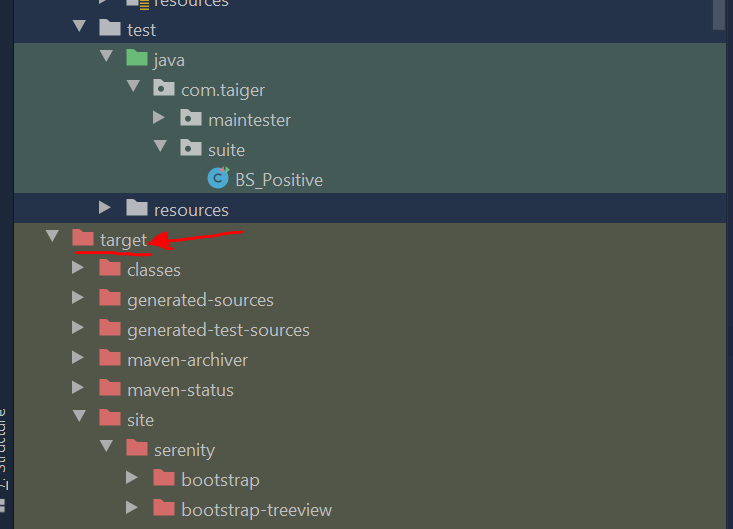 resources
test
java
com.taiger
maintester
suite
BS_Positive
resources
target
classes
generated-sources
generated-test-sources
maven-archiver
maven-status
site
serenity
bootstrap
bootstrap-treeview
7: Structure